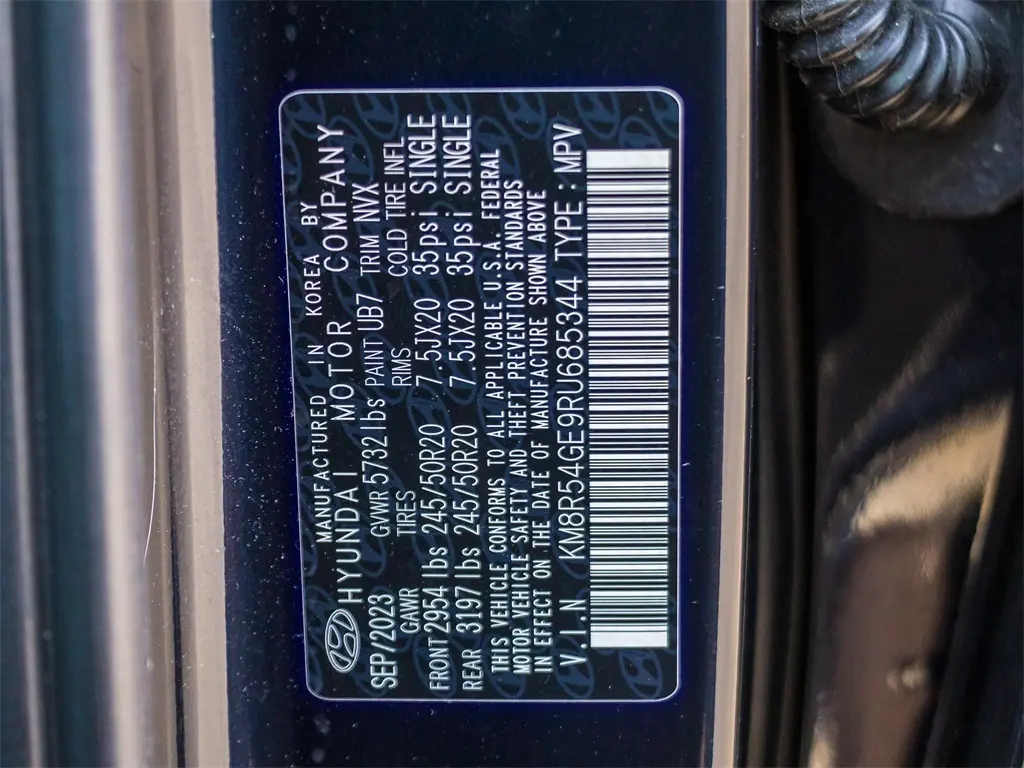 MANUFACTURED IN KOREA BY
HYUNDAI MOTOR COMPANY
SEP/2023 GVWR 5732 lbs PAINT UB7 TRIM NVX
GAWR TIRES RIMS COLD TIRE INFL
FRONT 2954 lbs 245/50R20 7.5JX20 35psi SINGLE
REAR 3197 lbs 245/50R20 7.5JX20 35psi SINGLE
THIS VEHICLE CONFORMS TO ALL APPLICABLE U.S.A. FEDERAL
MOTOR VEHICLE SAFETY AND THEFT PREVENTION STANDARDS
IN EFFECT ON THE DATE OF MANUFACTURE SHOWN ABOVE
V.I.N KM8R54GE9RU685344 TYPE : MPV